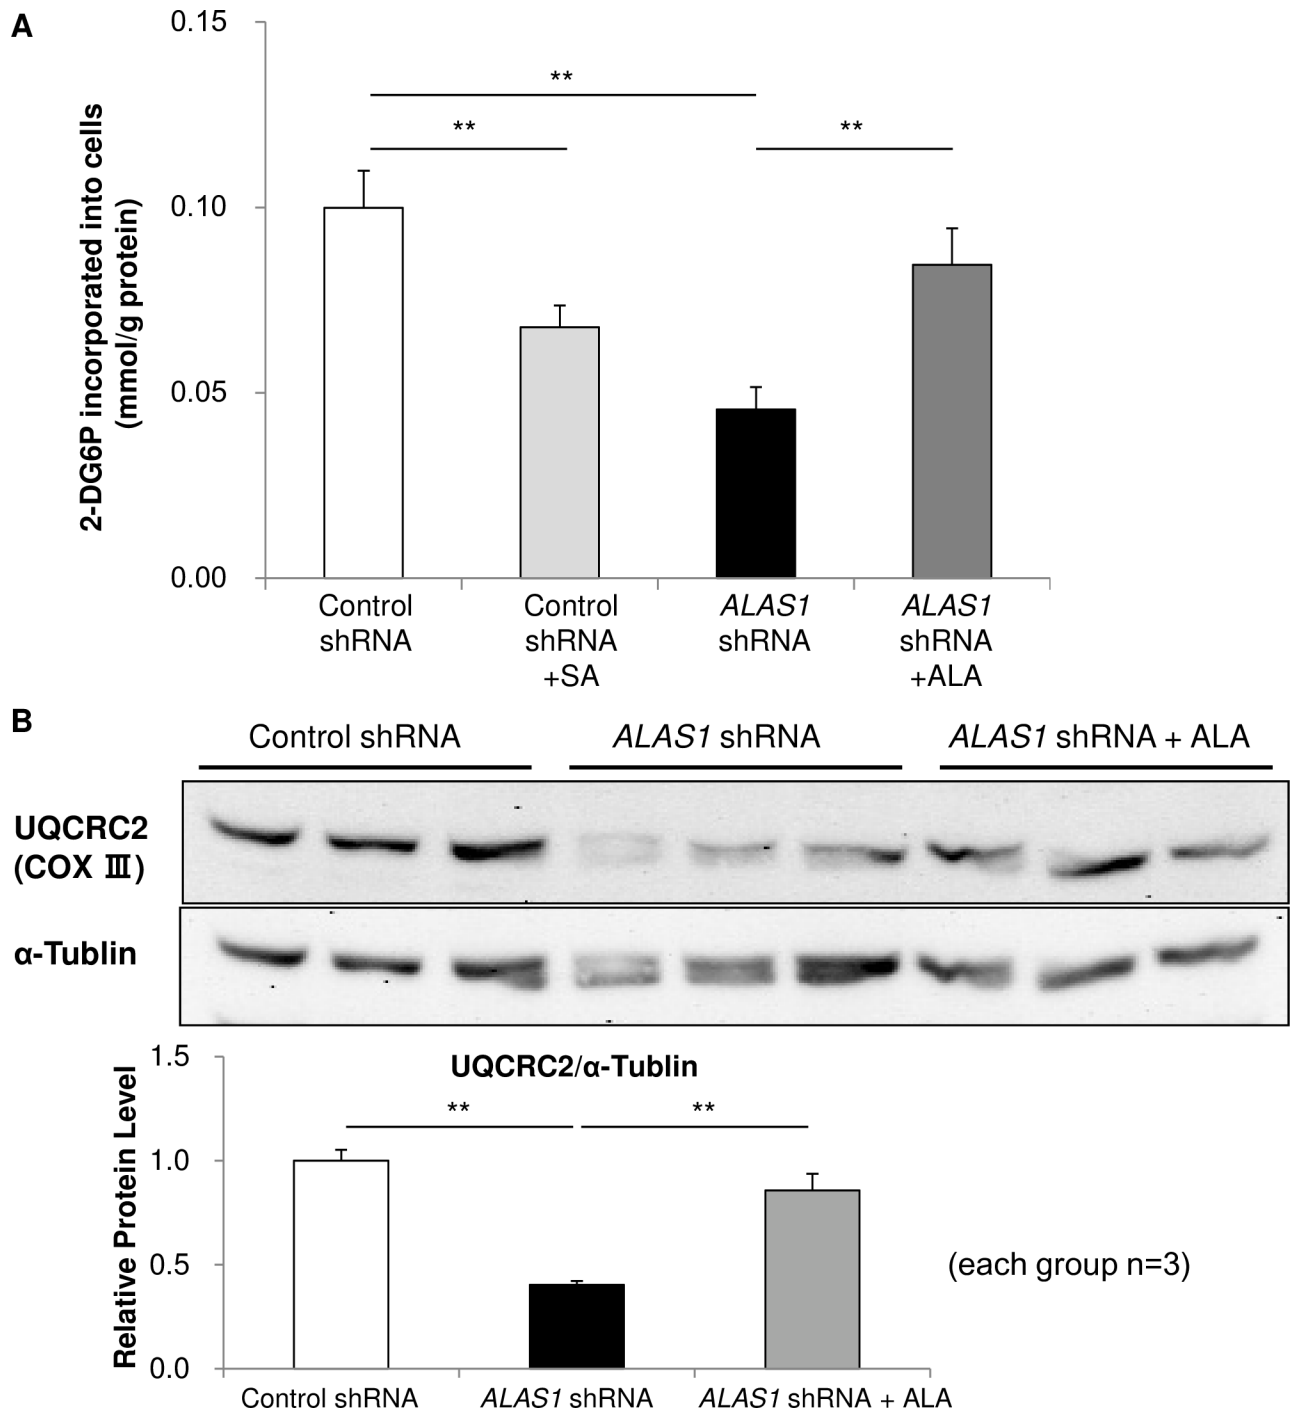 A
0.15
0.10
0.05
0.00
2-DG6P incorporated into cells
(mmol/g protein)
**
**
**
Control
shRNA
Control
shRNA
+SA
ALAS1
shRNA
ALAS1
shRNA
+ALA
B
Control shRNA
ALAS1 shRNA
ALAS1 shRNA + ALA
UQCRC2
(COX Ⅲ)
α-Tublin
UQCRC2/α-Tublin
1.5
1.0
0.5
0.0
Relative Protein Level
**
**
(each group n=3)
Control shRNA
ALAS1 shRNA
ALAS1 shRNA + ALA